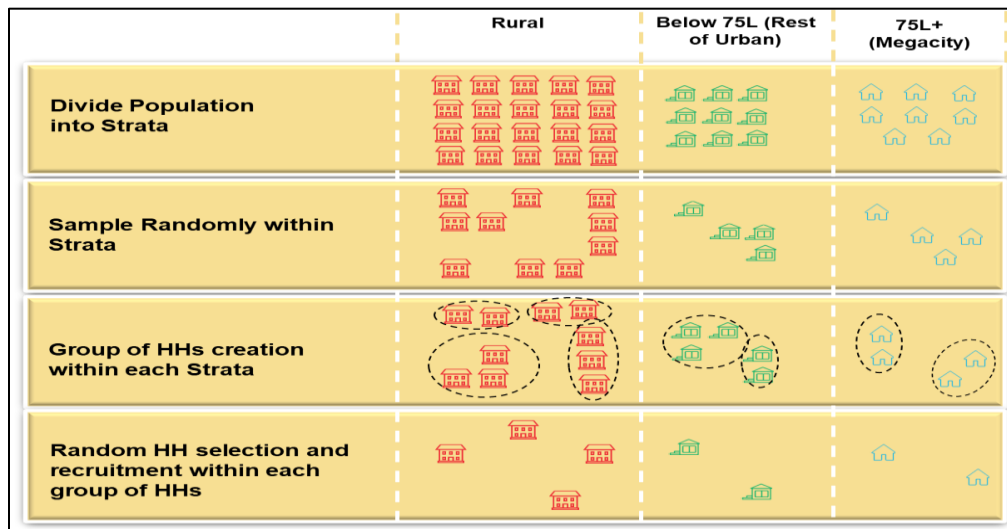 Rural
Below 75L (Rest
of Urban)
75L+
(Megacity)
Divide Population
into Strata
Sample Randomly within
Strata
Group of HHs creation
within each Strata
Random HH selection and
recruitment within each
group of HHs